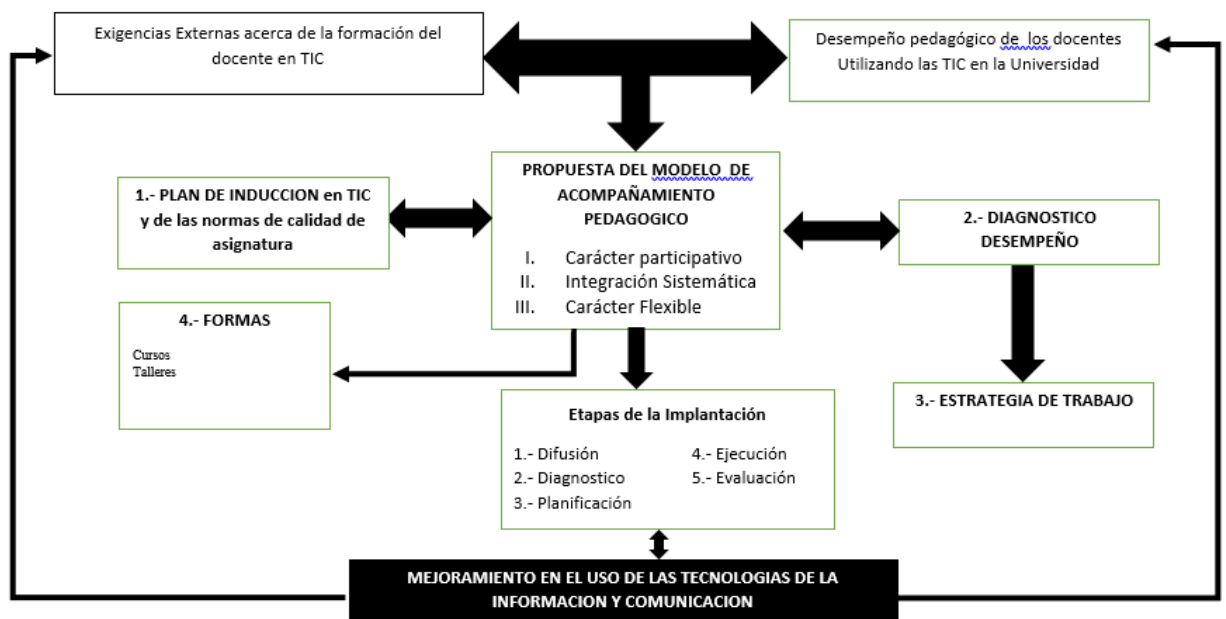 Exigencias Externas acerca de la formación del
docente en TIC
Desempeño pedagógico de los docentes
Utilizando las TIC en la Universidad
PROPUESTA DEL MODELO DE
ACOMPAÑAMIENTO
PEDAGOGICO
I. Carácter participativo
II. Integración Sistemática
III. Carácter Flexible
1.- PLAN DE INDUCCION en TIC
y de las normas de calidad de
asignatura
2.- DIAGNOSTICO
DESEMPEÑO
4.- FORMAS
Cursos
Talleres
3.- ESTRATEGIA DE TRABAJO
Etapas de la Implantación
1.- Difusión
2.- Diagnostico
3.- Planificación
4.- Ejecución
5.- Evaluación
MEJORAMIENTO EN EL USO DE LAS TECNOLOGIAS DE LA
INFORMACION Y COMUNICACION